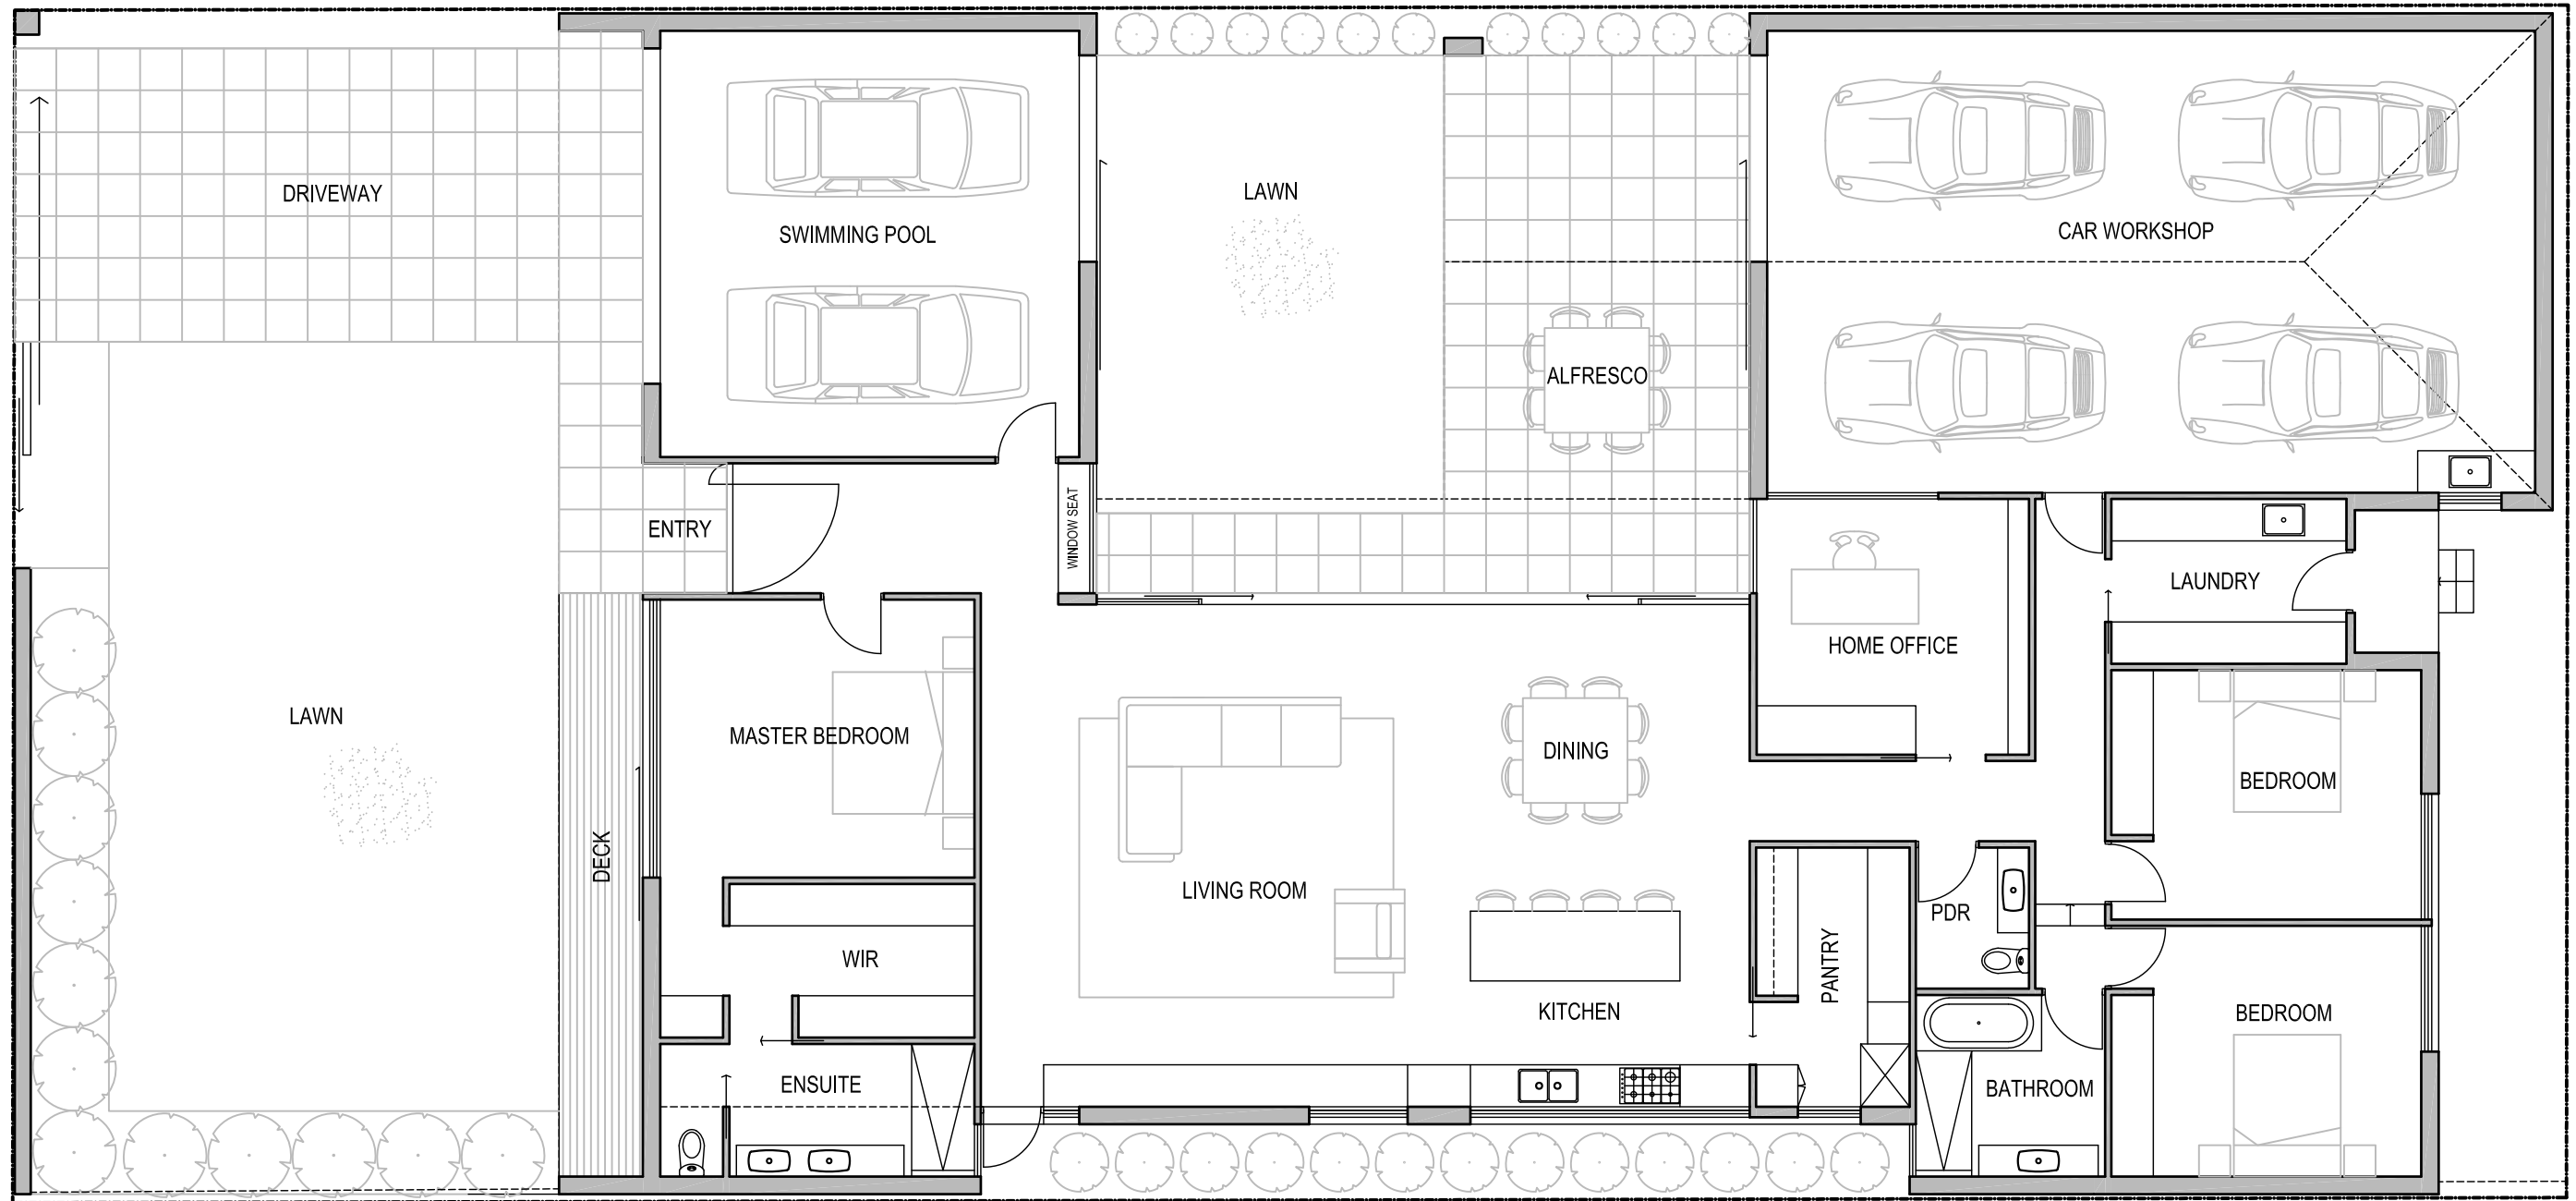 DRIVEWAY
SWIMMING POOL
LAWN
CAR WORKSHOP
ALFRESCO
ENTRY
WINDOW SEAT
LAUNDRY
HOME OFFICE
LAWN
MASTER BEDROOM
DINING
BEDROOM
DECK
LIVING ROOM
PDR
WIR
PANTRY
KITCHEN
BEDROOM
ENSUITE
BATHROOM